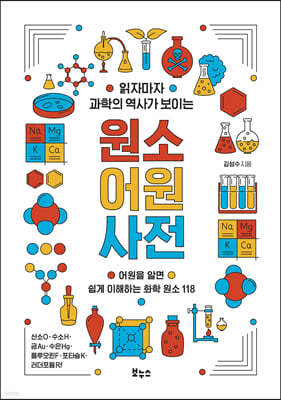 읽자마자
과학의 역사가 보이는
원소
어원
사전
김성수 지음
Na Mg
K Ca
Na Mg
K Ca
어원을 알면
쉽게 이해하는 화학 원소 118
산소O·수소H·
금Au·수은Hg·
플루오린F·포타슘K·
러더포듐Rf
보누스